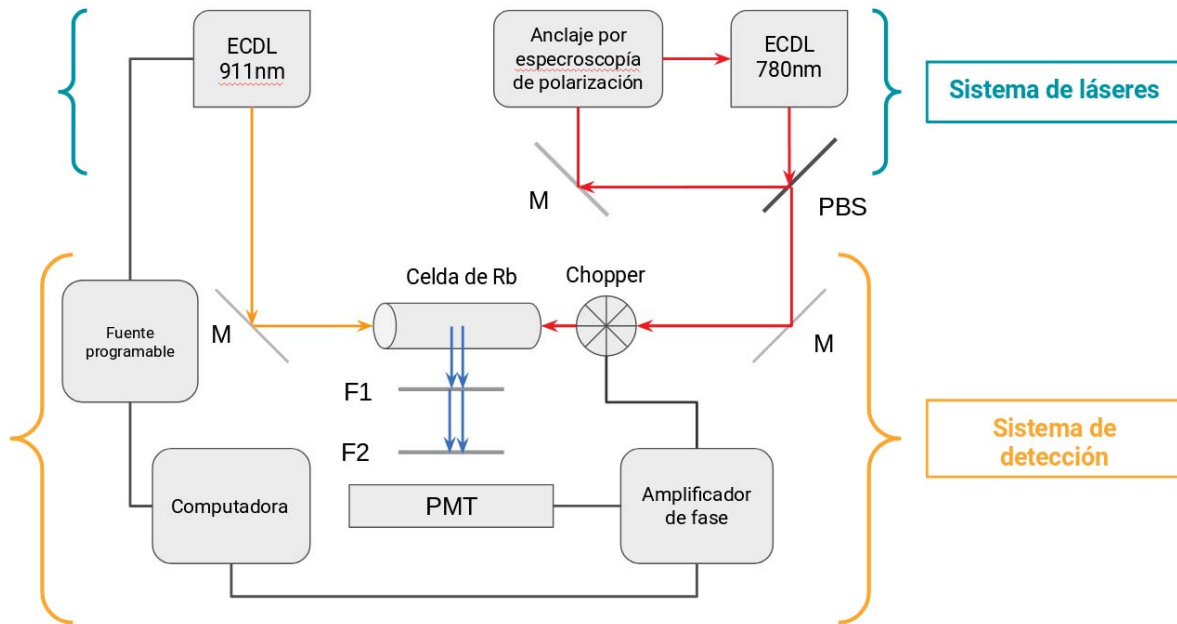 ECDL
911nm
Anclaje por
especroscopía
de polarización
ECDL
780nm
Sistema de láseres
M
PBS
Celda de Rb
Chopper
Fuente
programable
M
M
F1
F2
Sistema de
detección
Computadora
PMT
Amplificador
de fase